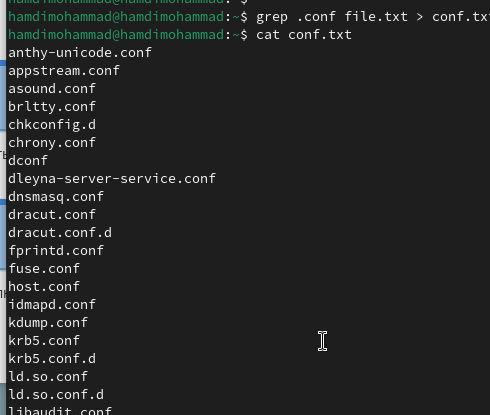 hamdimohammad@hamdimohammad:~$ grep .conf file.txt > conf.txt
hamdimohammad@hamdimohammad:~$ cat conf.txt
anthy-unicode.conf
appstream.conf
asound.conf
brltty.conf
chkconfig.d
chrony.conf
dconf
dleyna-server-service.conf
dnsmasq.conf
dracut.conf
dracut.conf.d
fprintd.conf
fuse.conf
host.conf
idmapd.conf
kdump.conf
krb5.conf
krb5.conf.d
ld.so.conf
ld.so.conf.d
libaudit.conf